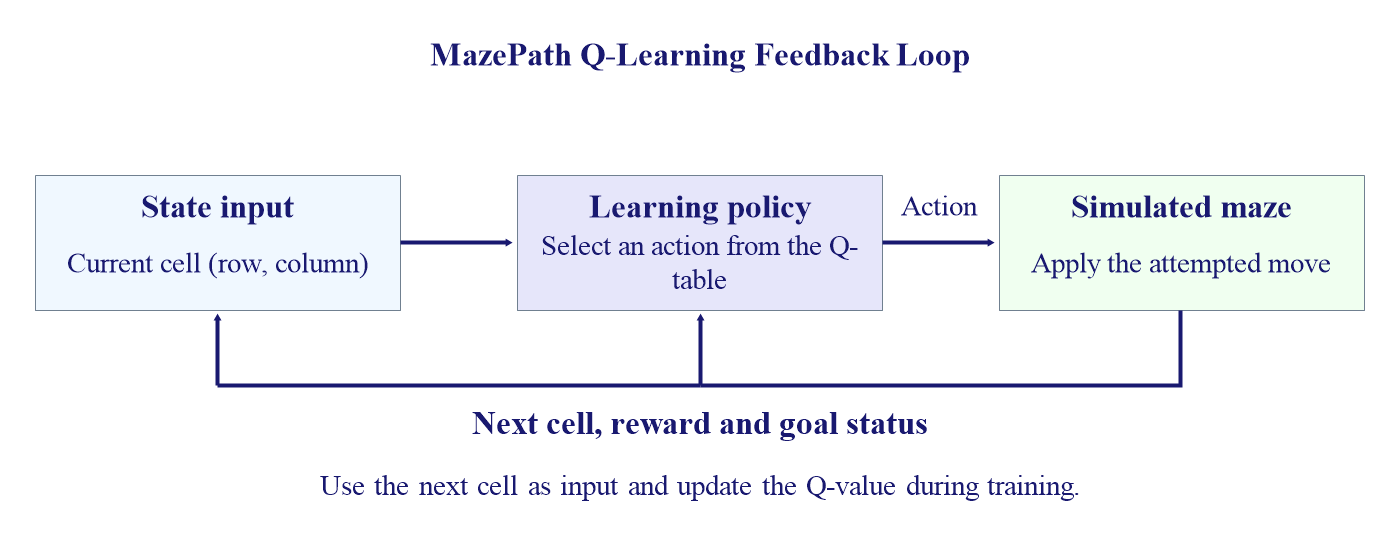 MazePath Q-Learning Feedback Loop
State input
Current cell (row, column)
Learning policy
Select an action from the Q-
table
Action
Simulated maze
Apply the attempted move
Next cell, reward and goal status
Use the next cell as input and update the Q-value during training.